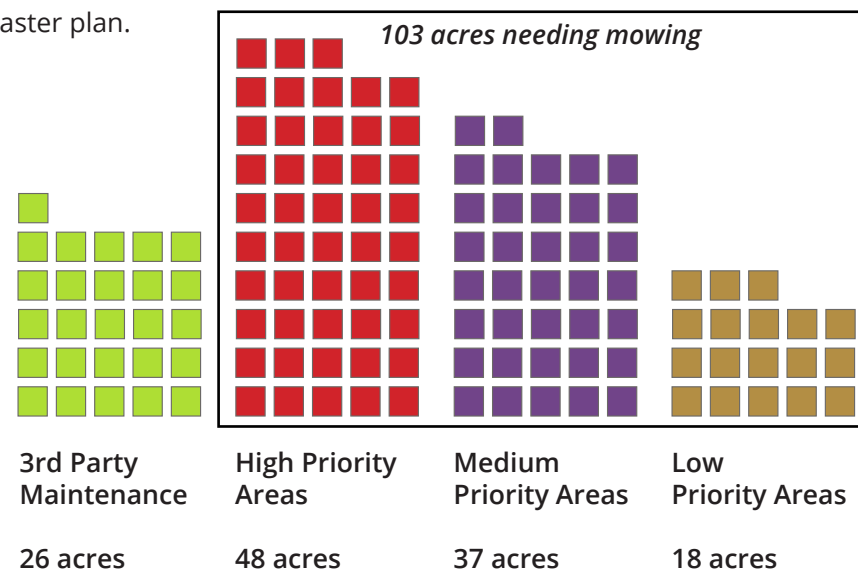 aster plan.
103 acres needing mowing
3rd Party
Maintenance
26 acres
High Priority
Areas
48 acres
Medium
Priority Areas
37 acres
Low
Priority Areas
18 acres